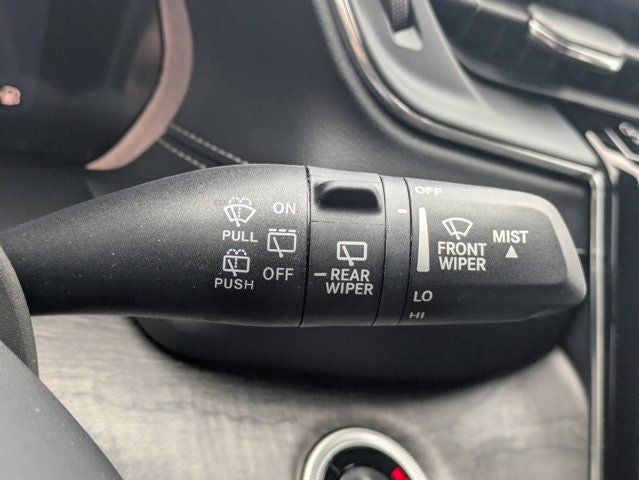 ON
PULL
OFF
PUSH
REAR
WIPER
OFF
FRONT
WIPER
MIST
LO
HI